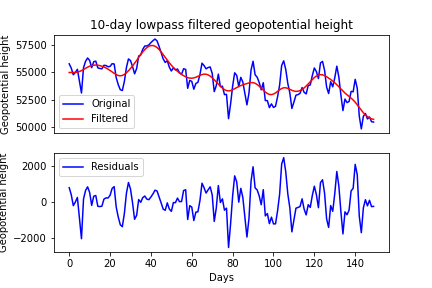 10-day lowpass filtered geopotential height
Geopotential height
57500
55000
52500
50000
Original
Filtered
Geopotential height
2000
0
−2000
Residuals
0 20 40 60 80 100 120 140
Days